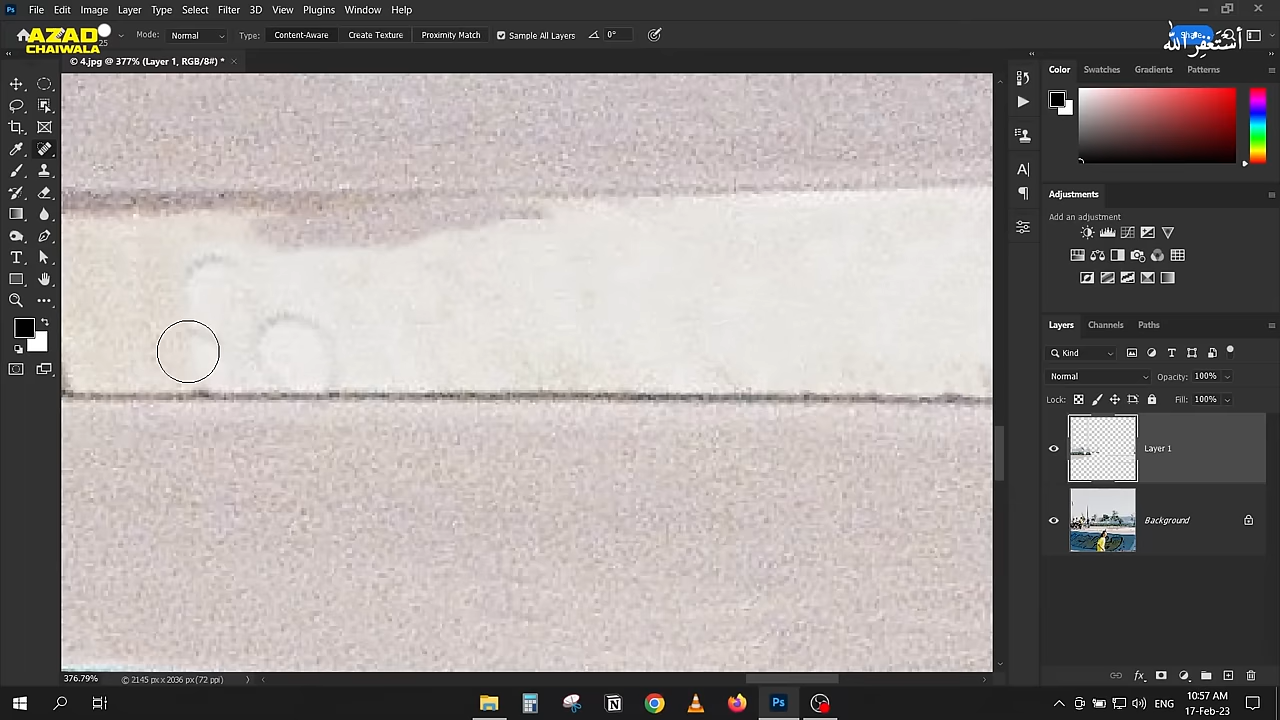 File Edit Image Layer Type Select Filter 3D View Plugins Window Help
AZAD
CHAIWALA
25 Mode: Normal Type: Content-Aware Create Texture Proximity Match Sample All Layers 0° Share
أستغفر الله
© 4.jpg @ 377% (Layer 1, RGB/8#) *
Color Swatches Gradients Patterns
Adjustments
Add an adjustment
Layers Channels Paths
Kind
Normal Opacity: 100%
Lock: Fill: 100%
Layer 1
Background
376.79% © 2145 px x 2036 px (72 ppi)
ENG
10:57 AM
17-Feb-23